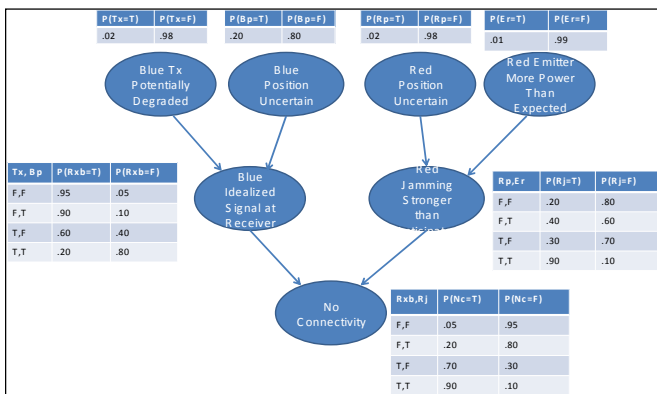 P(Tx=T) P(Tx=F)
.02 .98
P(Bp=T) P(Bp=F)
.20 .80
P(Rp=T) P(Rp=F)
.02 .98
P(Er=T) P(Er=F)
.01 .99
Blue Tx
Potentially
Degraded
Blue
Position
Uncertain
Red
Position
Uncertain
Red Emitter
More Power
Than
Expected
Tx, Bp P(Rxb=T) P(Rxb=F)
F,F .95 .05
F,T .90 .10
T,F .60 .40
T,T .20 .80
Blue
Idealized
Signal at
Receiver
Red
Jamming
Stronger
than
Rp,Er P(Rj=T) P(Rj=F)
F,F .20 .80
F,T .40 .60
T,F .30 .70
T,T .90 .10
No
Connectivity
Rxb,Rj P(Nc=T) P(Nc=F)
F,F .05 .95
F,T .20 .80
T,F .70 .30
T,T .90 .10